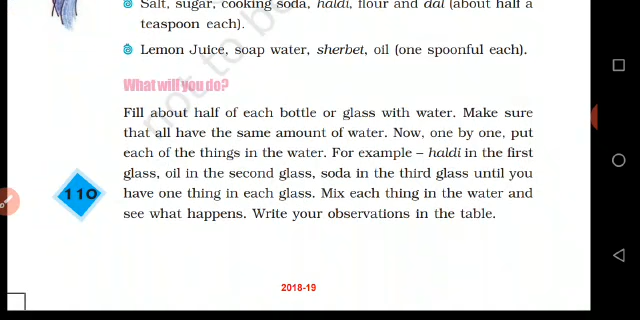 Salt, sugar, cooking soda, haldi, flour and dal (about half a
teaspoon each).
Lemon Juice, soap water, sherbet, oil (one spoonful each).
What will you do?
Fill about half of each bottle or glass with water. Make sure
that all have the same amount of water. Now, one by one, put
each of the things in the water. For example – haldi in the first
glass, oil in the second glass, soda in the third glass until you
have one thing in each glass. Mix each thing in the water and
see what happens. Write your observations in the table.
110
2018-19
not to be